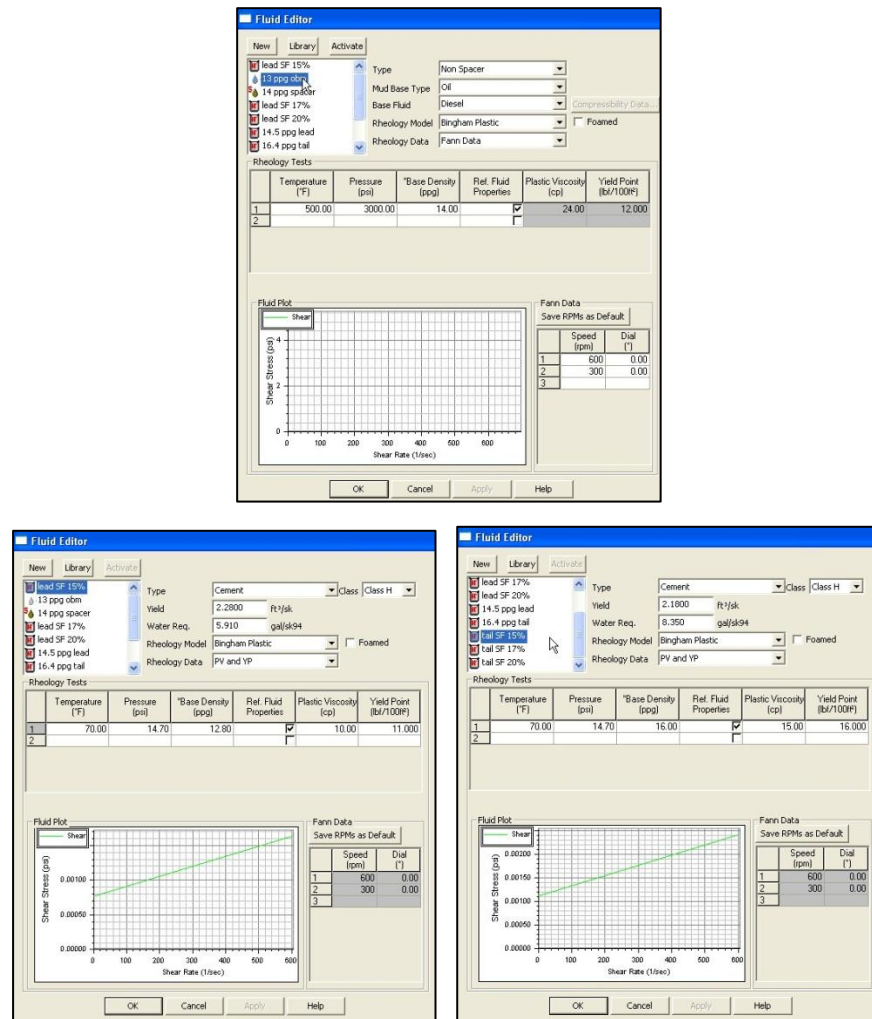 Fluid Editor
New Library Activate
lead SF 15%
13 ppg obm
14 ppg spacer
lead SF 17%
lead SF 20%
14.5 ppg lead
16.4 ppg tail
Type Non Spacer
Mud Base Type Oil
Base Fluid Diesel Compressibility Data...
Rheology Model Bingham Plastic Foamed
Rheology Data Fann Data
Rheology Tests
Temperature (°F) Pressure (psi) *Base Density (ppg) Ref. Fluid Properties Plastic Viscosity (cp) Yield Point (lbf/100ft²)
1 500.00 3000.00 14.00 24.00 12.000
2
Fluid Plot
Shear
4
2
0
Shear Stress (psi)
0 100 200 300 400 500 600
Shear Rate (1/sec)
Fann Data
Save RPMs as Default
Speed (rpm) Dial (°)
1 600 0.00
2 300 0.00
3
OK Cancel Apply Help
Fluid Editor
New Library Activate
lead SF 15%
13 ppg obm
14 ppg spacer
lead SF 17%
lead SF 20%
14.5 ppg lead
16.4 ppg tail
Type Cement Class Class H
Yield 2.2800 ft³/sk
Water Req. 5.910 gal/sk94
Rheology Model Bingham Plastic Foamed
Rheology Data PV and YP
Rheology Tests
Temperature (°F) Pressure (psi) *Base Density (ppg) Ref. Fluid Properties Plastic Viscosity (cp) Yield Point (lbf/100ft²)
1 70.00 14.70 12.80 10.00 11.000
2
Fluid Plot
Shear
0.00100
0.00050
0.00000
Shear Stress (psi)
0 100 200 300 400 500 600
Shear Rate (1/sec)
Fann Data
Save RPMs as Default
Speed (rpm) Dial (°)
1 600 0.00
2 300 0.00
3
OK Cancel Apply Help
Fluid Editor
New Library Activate
lead SF 17%
lead SF 20%
14.5 ppg lead
16.4 ppg tail
tail SF 15%
tail SF 17%
tail SF 20%
Type Cement Class Class H
Yield 2.1800 ft³/sk
Water Req. 8.350 gal/sk94
Rheology Model Bingham Plastic Foamed
Rheology Data PV and YP
Rheology Tests
Temperature (°F) Pressure (psi) *Base Density (ppg) Ref. Fluid Properties Plastic Viscosity (cp) Yield Point (lbf/100ft²)
1 70.00 14.70 16.00 15.00 16.000
2
Fluid Plot
Shear
0.00200
0.00150
0.00100
0.00050
0.00000
Shear Stress (psi)
0 100 200 300 400 500 600
Shear Rate (1/sec)
Fann Data
Save RPMs as Default
Speed (rpm) Dial (°)
1 600 0.00
2 300 0.00
3
OK Cancel Apply Help